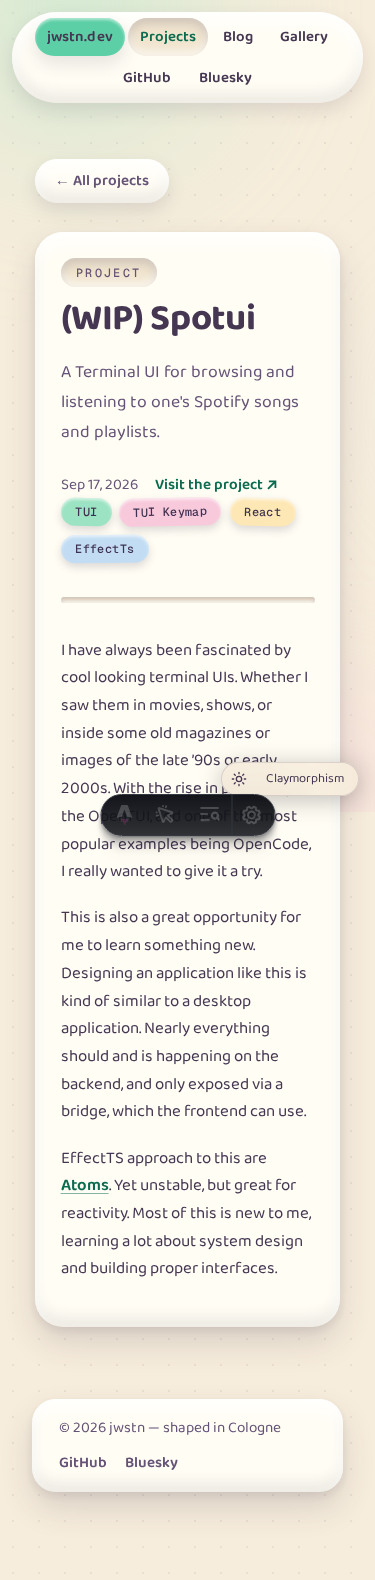 jwstn.dev Projects Blog Gallery
GitHub Bluesky
← All projects
PROJECT
(WIP) Spotui
A Terminal UI for browsing and
listening to one's Spotify songs
and playlists.
Sep 17, 2026 Visit the project ↗
TUI TUI Keymap React
EffectTs
I have always been fascinated by
cool looking terminal UIs. Whether I
saw them in movies, shows, or
inside some old magazines or
images of the late '90s or early
Claymorphism
2000s. With the rise in
the most
popular examples being OpenCode,
I really wanted to give it a try.
This is also a great opportunity for
me to learn something new.
Designing an application like this is
kind of similar to a desktop
application. Nearly everything
should and is happening on the
backend, and only exposed via a
bridge, which the frontend can use.
EffectTS approach to this are
Atoms. Yet unstable, but great for
reactivity. Most of this is new to me,
learning a lot about system design
and building proper interfaces.
© 2026 jwstn — shaped in Cologne
GitHub Bluesky